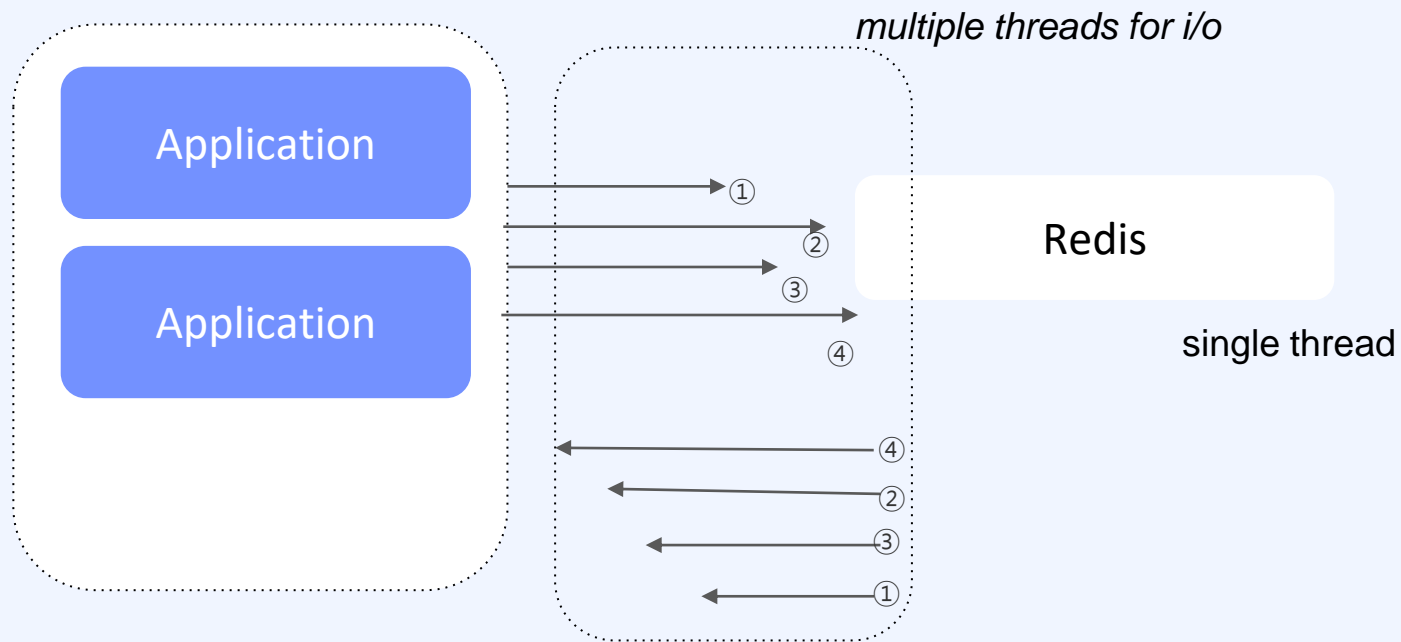 multiple threads for i/o
Application
①
②
Redis
③
Application
single thread
④
④
②
③
①